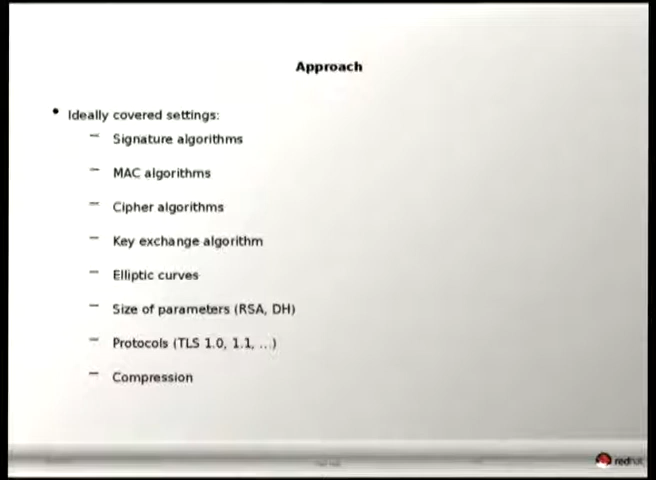 Approach
• Ideally covered settings:
– Signature algorithms
– MAC algorithms
– Cipher algorithms
– Key exchange algorithm
– Elliptic curves
– Size of parameters (RSA, DH)
– Protocols (TLS 1.0, 1.1, ...)
– Compression
redhat